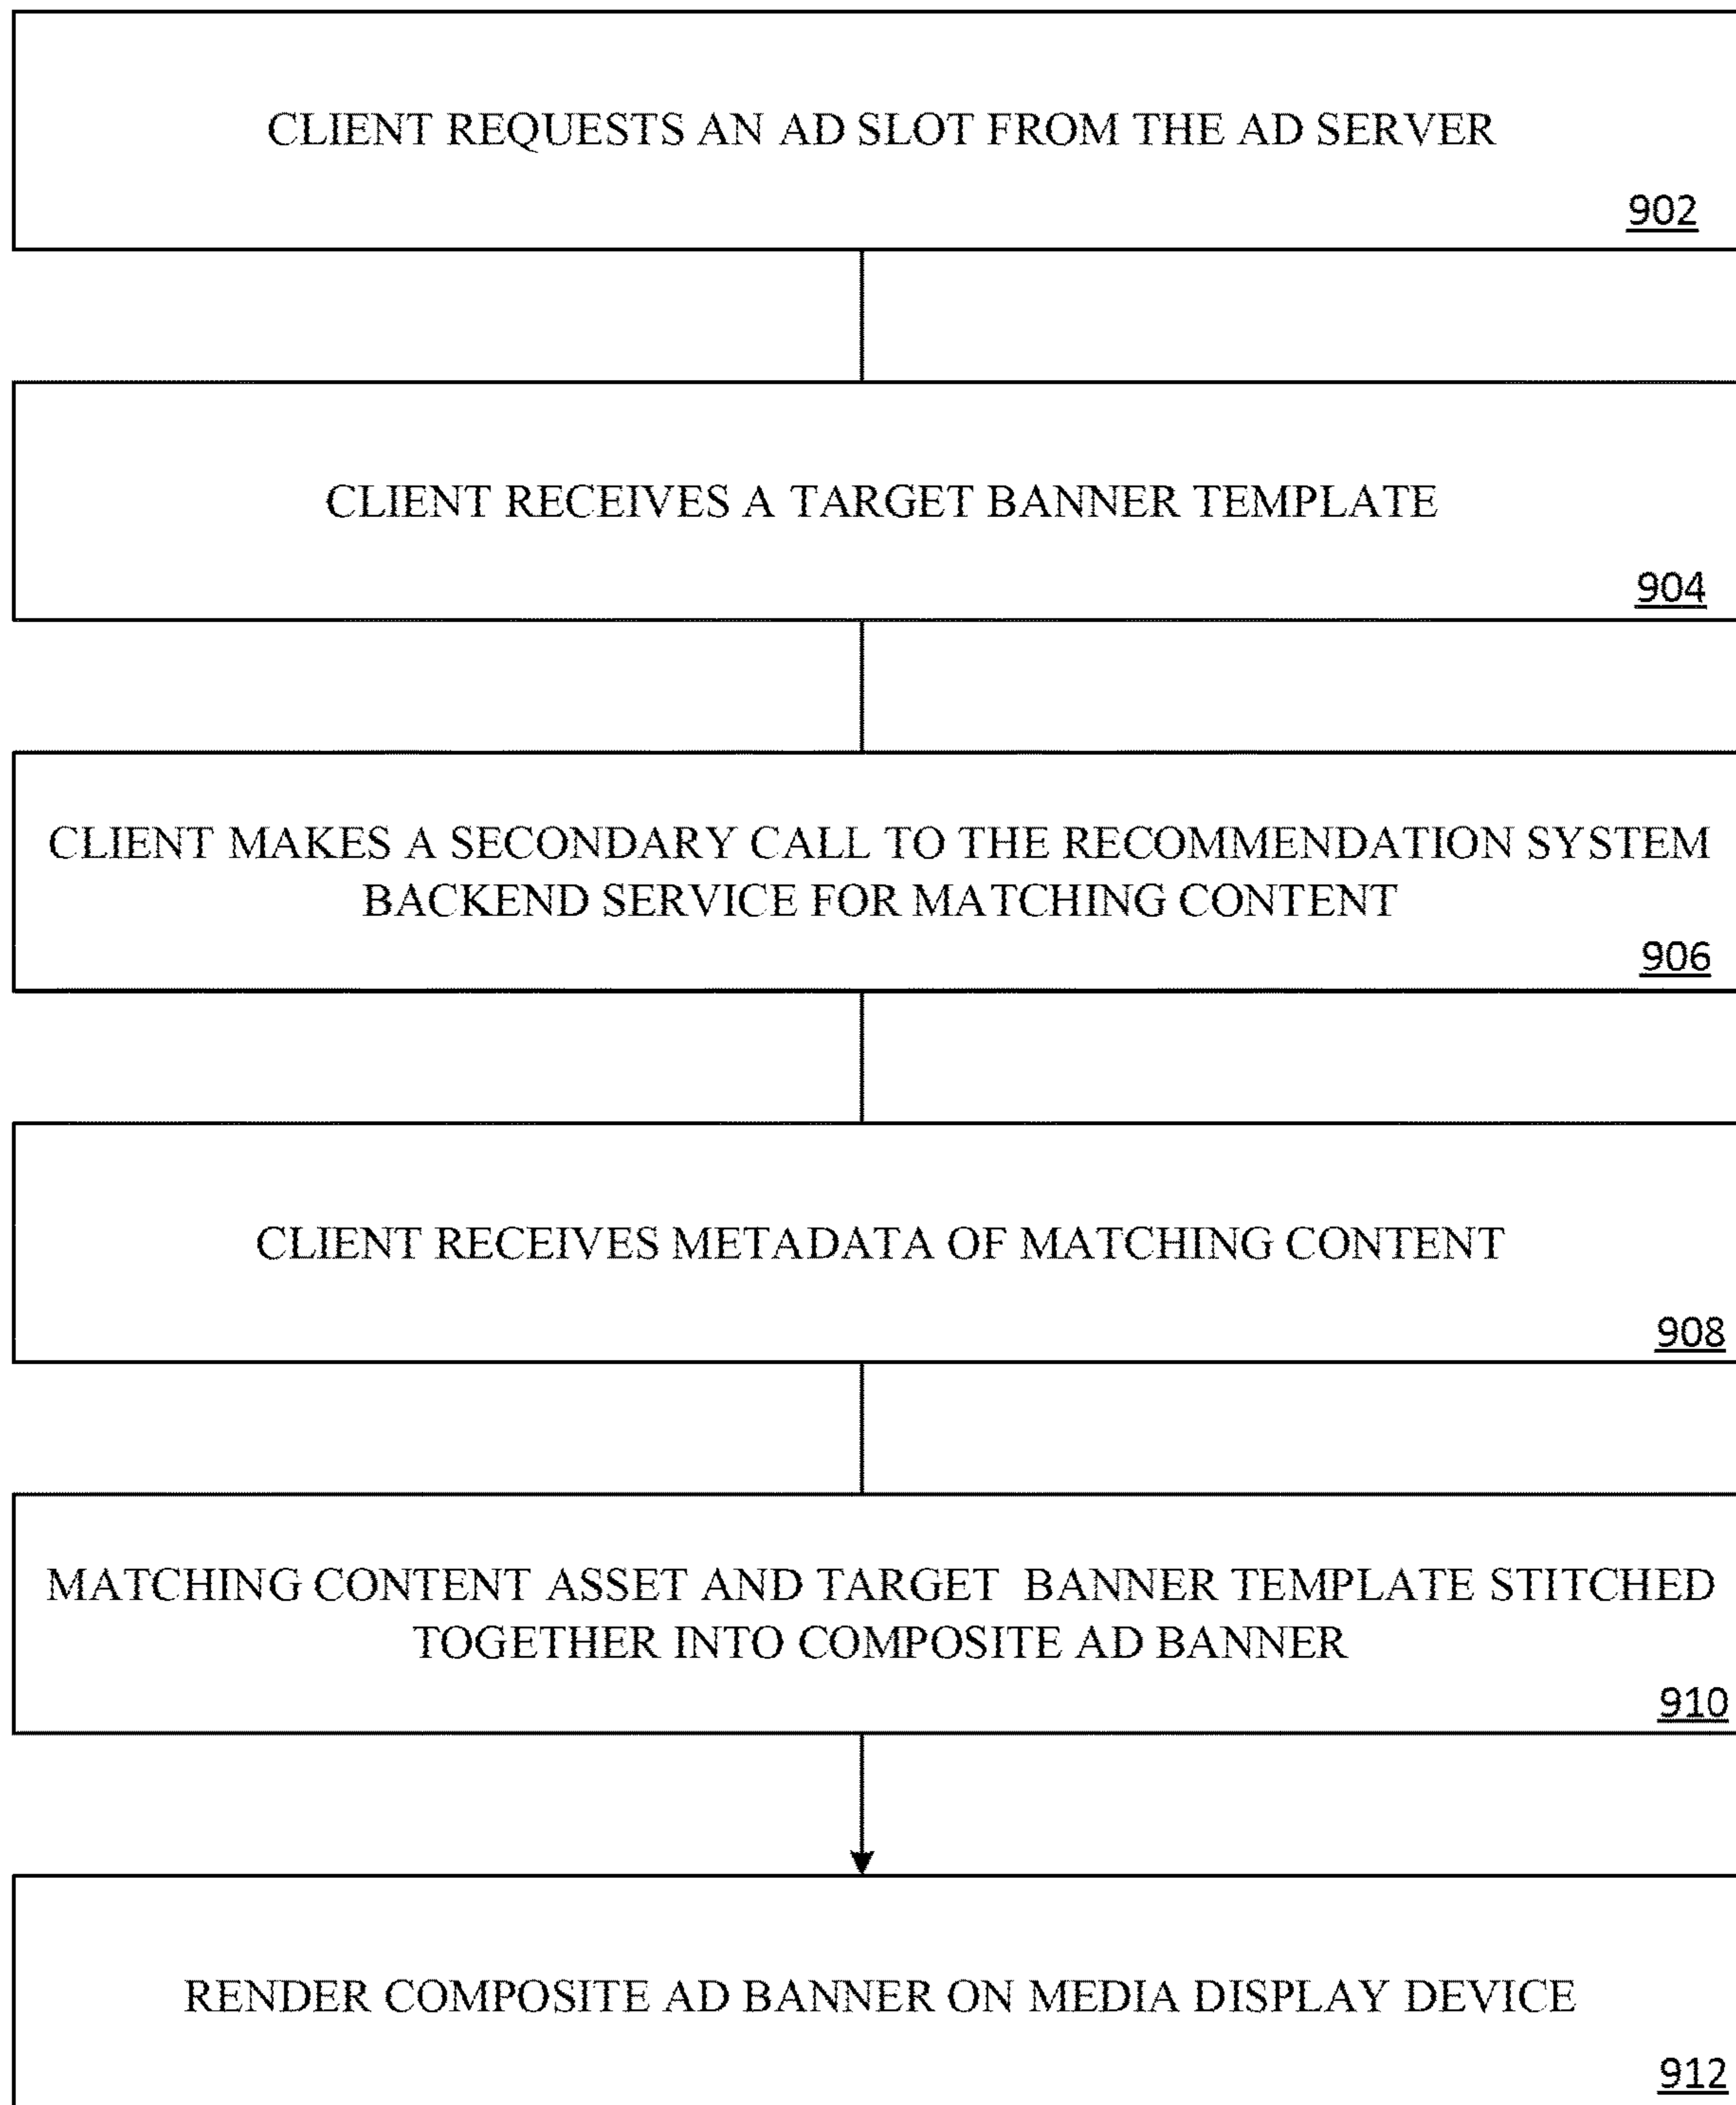 CLIENT REQUESTS AN AD SLOT FROM THE AD SERVER
902
CLIENT RECEIVES A TARGET BANNER TEMPLATE
904
CLIENT MAKES A SECONDARY CALL TO THE RECOMMENDATION SYSTEM
BACKEND SERVICE FOR MATCHING CONTENT
906
CLIENT RECEIVES METADATA OF MATCHING CONTENT
908
MATCHING CONTENT ASSET AND TARGET BANNER TEMPLATE STITCHED
TOGETHER INTO COMPOSITE AD BANNER
910
RENDER COMPOSITE AD BANNER ON MEDIA DISPLAY DEVICE
912